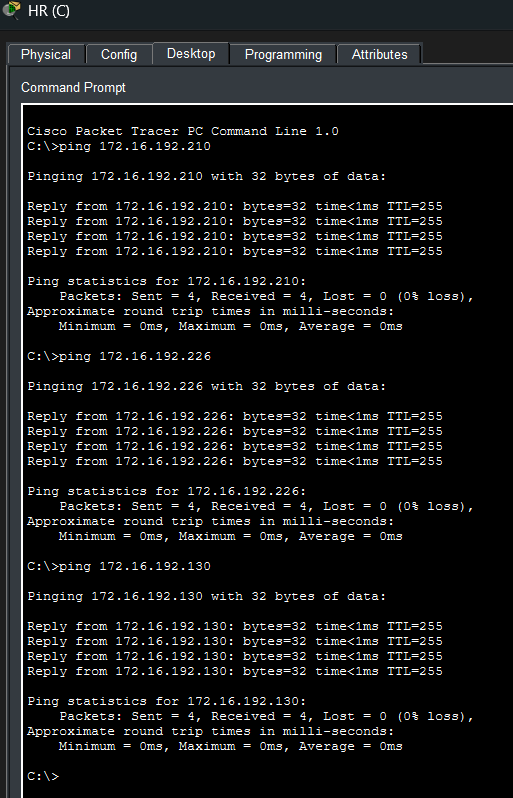 HR (C)
Physical Config Desktop Programming Attributes
Command Prompt
Cisco Packet Tracer PC Command Line 1.0
C:\>ping 172.16.192.210
Pinging 172.16.192.210 with 32 bytes of data:
Reply from 172.16.192.210: bytes=32 time<1ms TTL=255
Reply from 172.16.192.210: bytes=32 time<1ms TTL=255
Reply from 172.16.192.210: bytes=32 time<1ms TTL=255
Reply from 172.16.192.210: bytes=32 time<1ms TTL=255
Ping statistics for 172.16.192.210:
    Packets: Sent = 4, Received = 4, Lost = 0 (0% loss),
Approximate round trip times in milli-seconds:
    Minimum = 0ms, Maximum = 0ms, Average = 0ms
C:\>ping 172.16.192.226
Pinging 172.16.192.226 with 32 bytes of data:
Reply from 172.16.192.226: bytes=32 time<1ms TTL=255
Reply from 172.16.192.226: bytes=32 time<1ms TTL=255
Reply from 172.16.192.226: bytes=32 time<1ms TTL=255
Reply from 172.16.192.226: bytes=32 time<1ms TTL=255
Ping statistics for 172.16.192.226:
    Packets: Sent = 4, Received = 4, Lost = 0 (0% loss),
Approximate round trip times in milli-seconds:
    Minimum = 0ms, Maximum = 0ms, Average = 0ms
C:\>ping 172.16.192.130
Pinging 172.16.192.130 with 32 bytes of data:
Reply from 172.16.192.130: bytes=32 time<1ms TTL=255
Reply from 172.16.192.130: bytes=32 time<1ms TTL=255
Reply from 172.16.192.130: bytes=32 time<1ms TTL=255
Reply from 172.16.192.130: bytes=32 time<1ms TTL=255
Ping statistics for 172.16.192.130:
    Packets: Sent = 4, Received = 4, Lost = 0 (0% loss),
Approximate round trip times in milli-seconds:
    Minimum = 0ms, Maximum = 0ms, Average = 0ms
C:\>